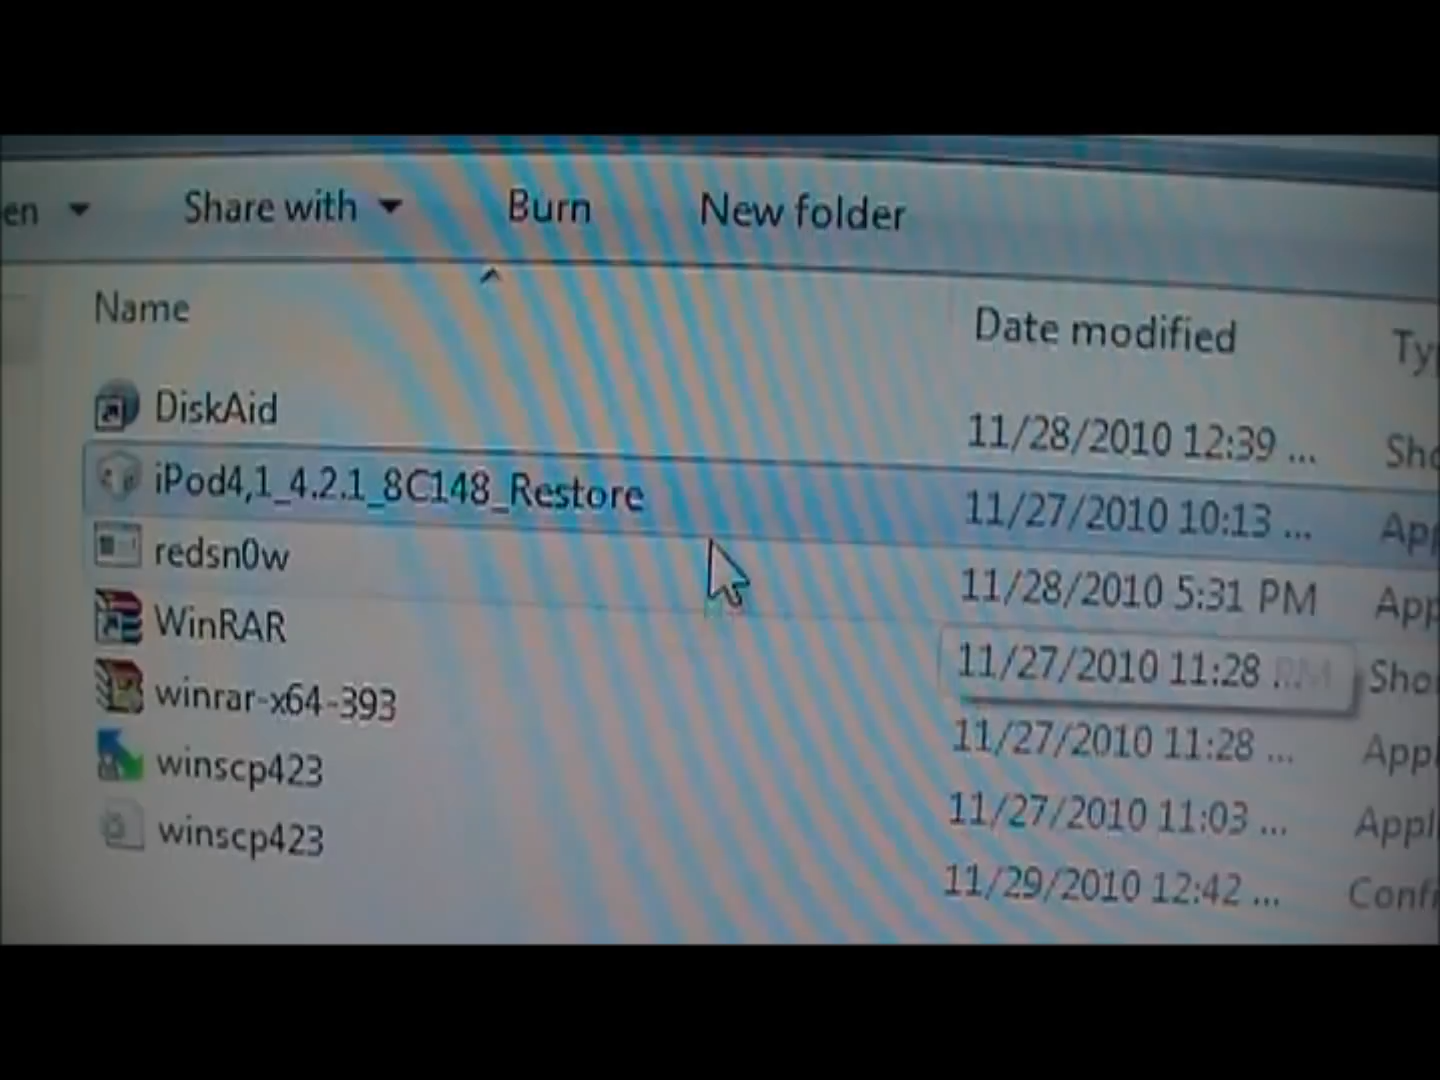 en Share with Burn New folder
Name Date modified Ty
DiskAid 11/28/2010 12:39 ... Sho
iPod4,1_4.2.1_8C148_Restore 11/27/2010 10:13 ... App
redsn0w 11/28/2010 5:31 PM App
WinRAR 11/27/2010 11:28 PM Sho
winrar-x64-393 11/27/2010 11:28 ... Appl
winscp423 11/27/2010 11:03 ... Appl
winscp423 11/29/2010 12:42 ... Confi